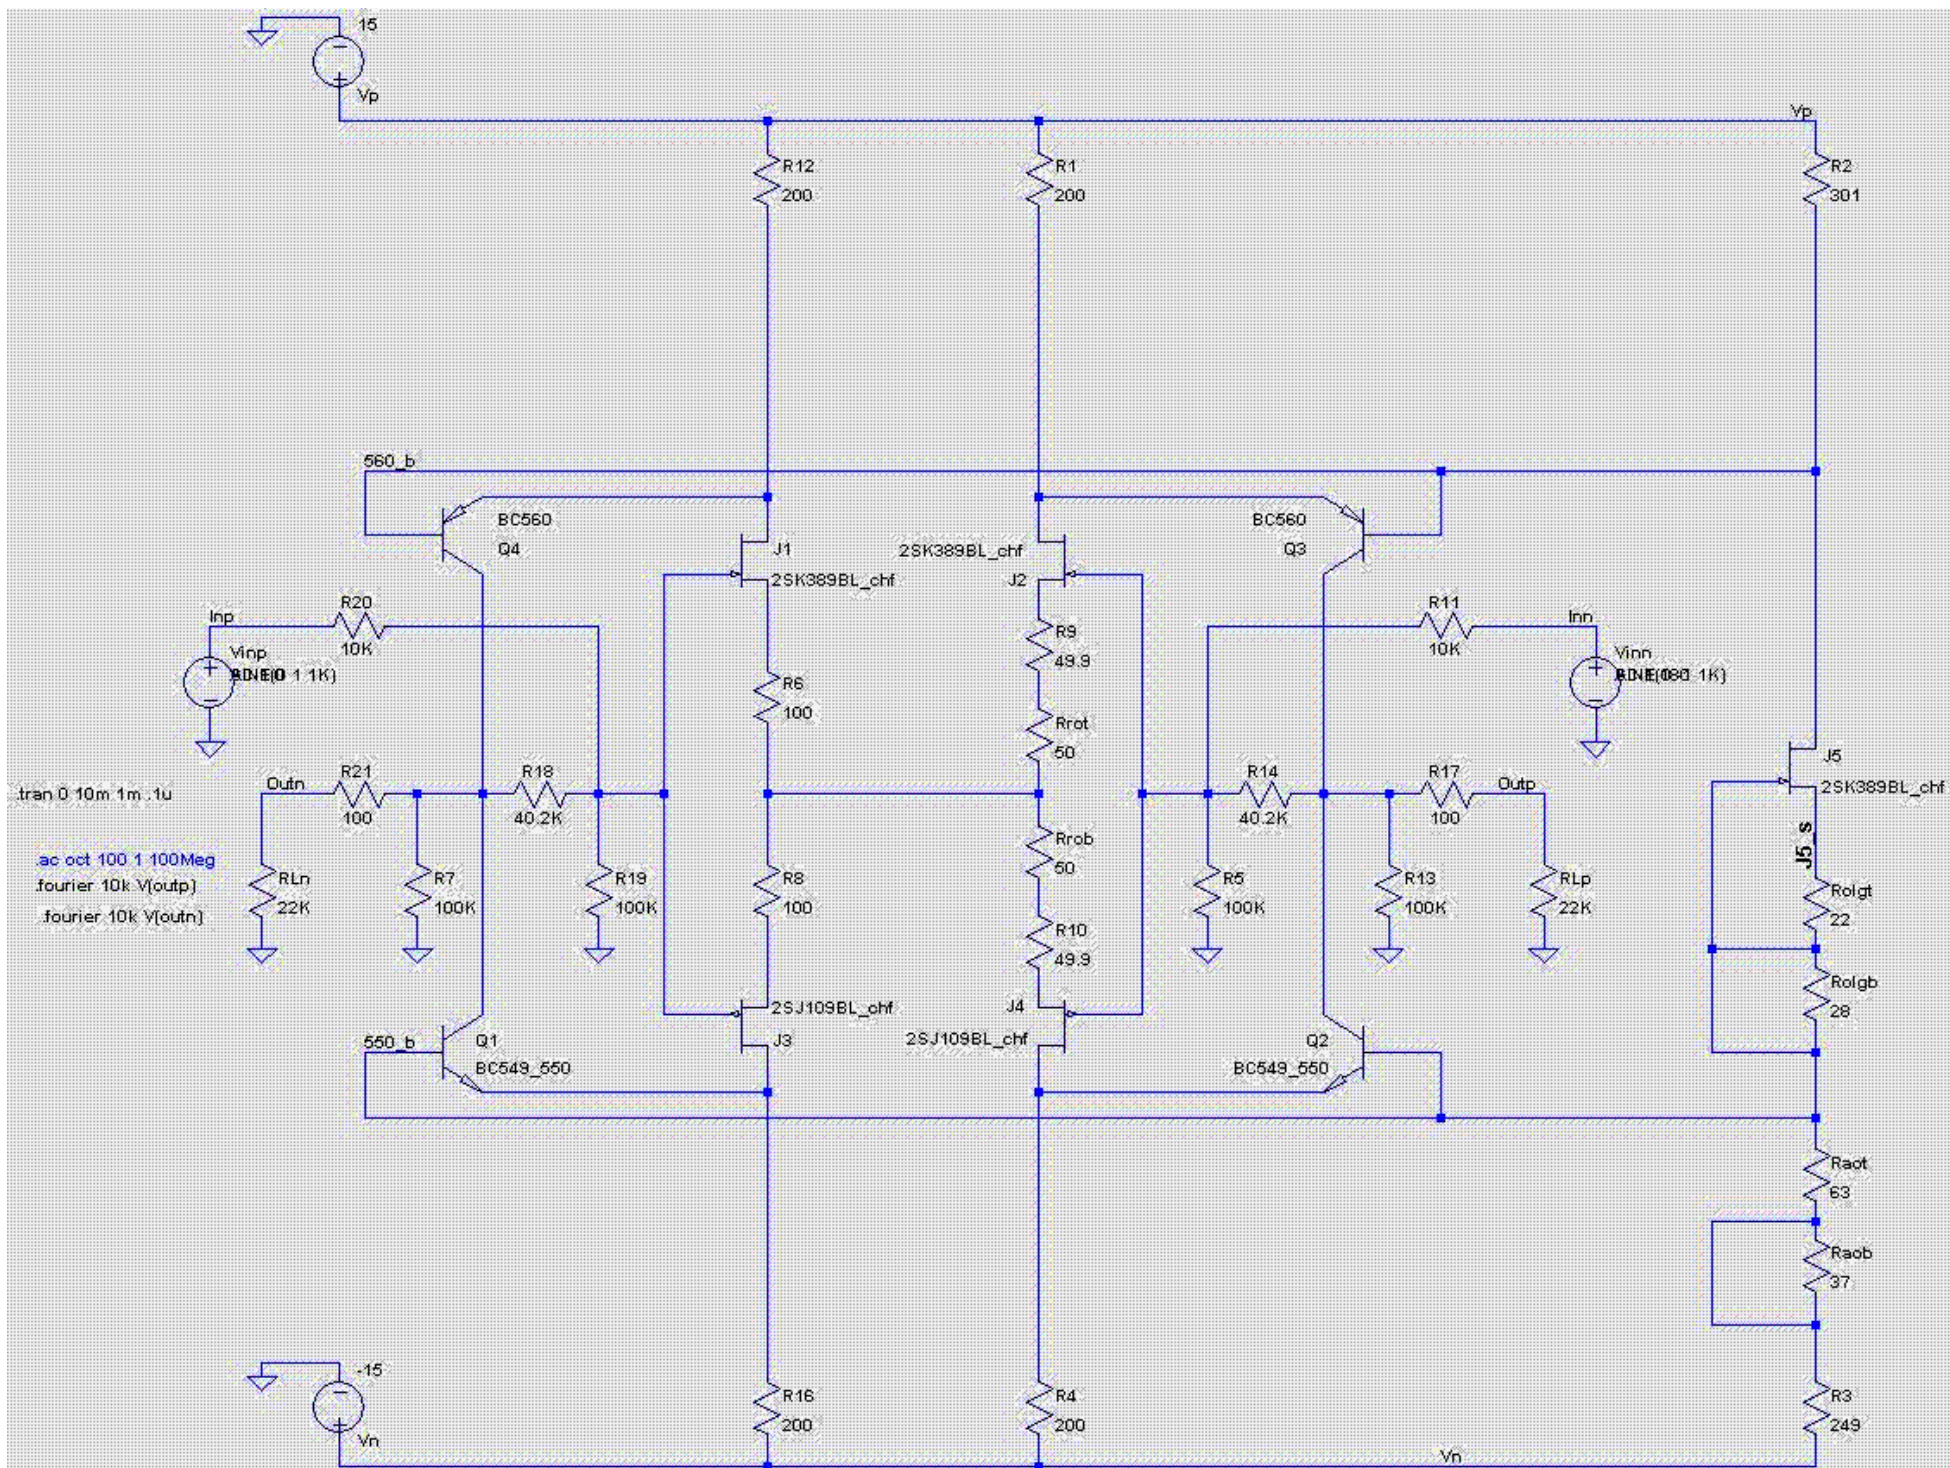 15
Vp
Vp
R12
200
R1
200
R2
301
560_b
BC560
Q4
J1
2SK389BL_chf
2SK389BL_chf
J2
BC560
Q3
Inp
R20
10K
Vinp
R6
100
R9
49.9
Rrot
50
R11
10K
Inn
Vinn
J5
2SK389BL_chf
J5_s
.tran 0 10m 1m .1u
Outn
R21
100
R18
40.2K
R14
40.2K
R17
100
Outp
.ac oct 100 1 100Meg
.fourier 10k V(outp)
.fourier 10k V(outn)
RLn
22K
R7
100K
R19
100K
R8
100
Rrob
50
R10
49.9
R5
100K
R13
100K
RLp
22K
Rolgt
22
Rolgb
28
550_b
Q1
BC549_550
2SJ109BL_chf
J3
J4
2SJ109BL_chf
Q2
BC549_550
Raot
63
Raob
37
-15
Vn
R16
200
R4
200
R3
249
Vn